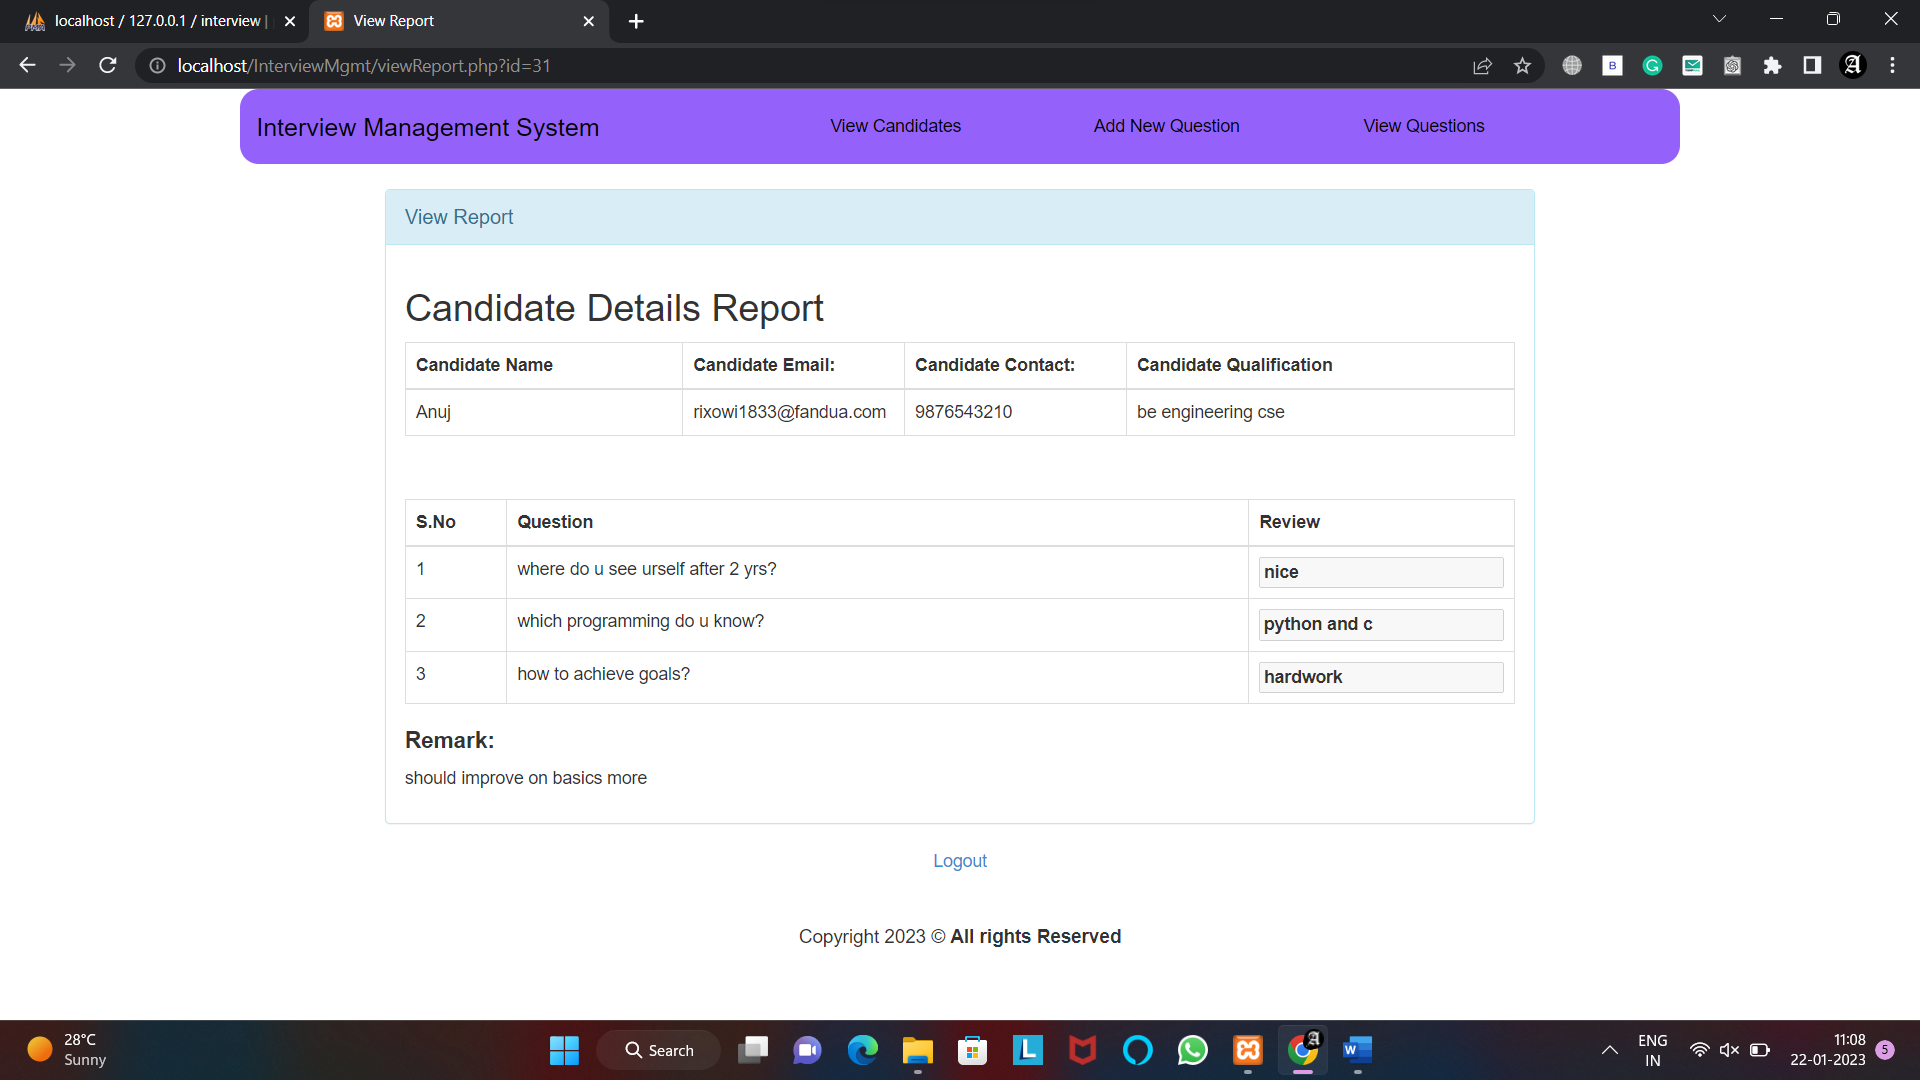 localhost / 127.0.0.1 / interview |
View Report
localhost/InterviewMgmt/viewReport.php?id=31
Interview Management System
View Candidates
Add New Question
View Questions
View Report
Candidate Details Report
Candidate Name Candidate Email: Candidate Contact: Candidate Qualification
Anuj rixowi1833@fandua.com 9876543210 be engineering cse
S.No Question Review
1 where do u see urself after 2 yrs? nice
2 which programming do u know? python and c
3 how to achieve goals? hardwork
Remark:
should improve on basics more
Logout
Copyright 2023 © All rights Reserved
28°C
Sunny
Search
ENG
IN
11:08
22-01-2023
5